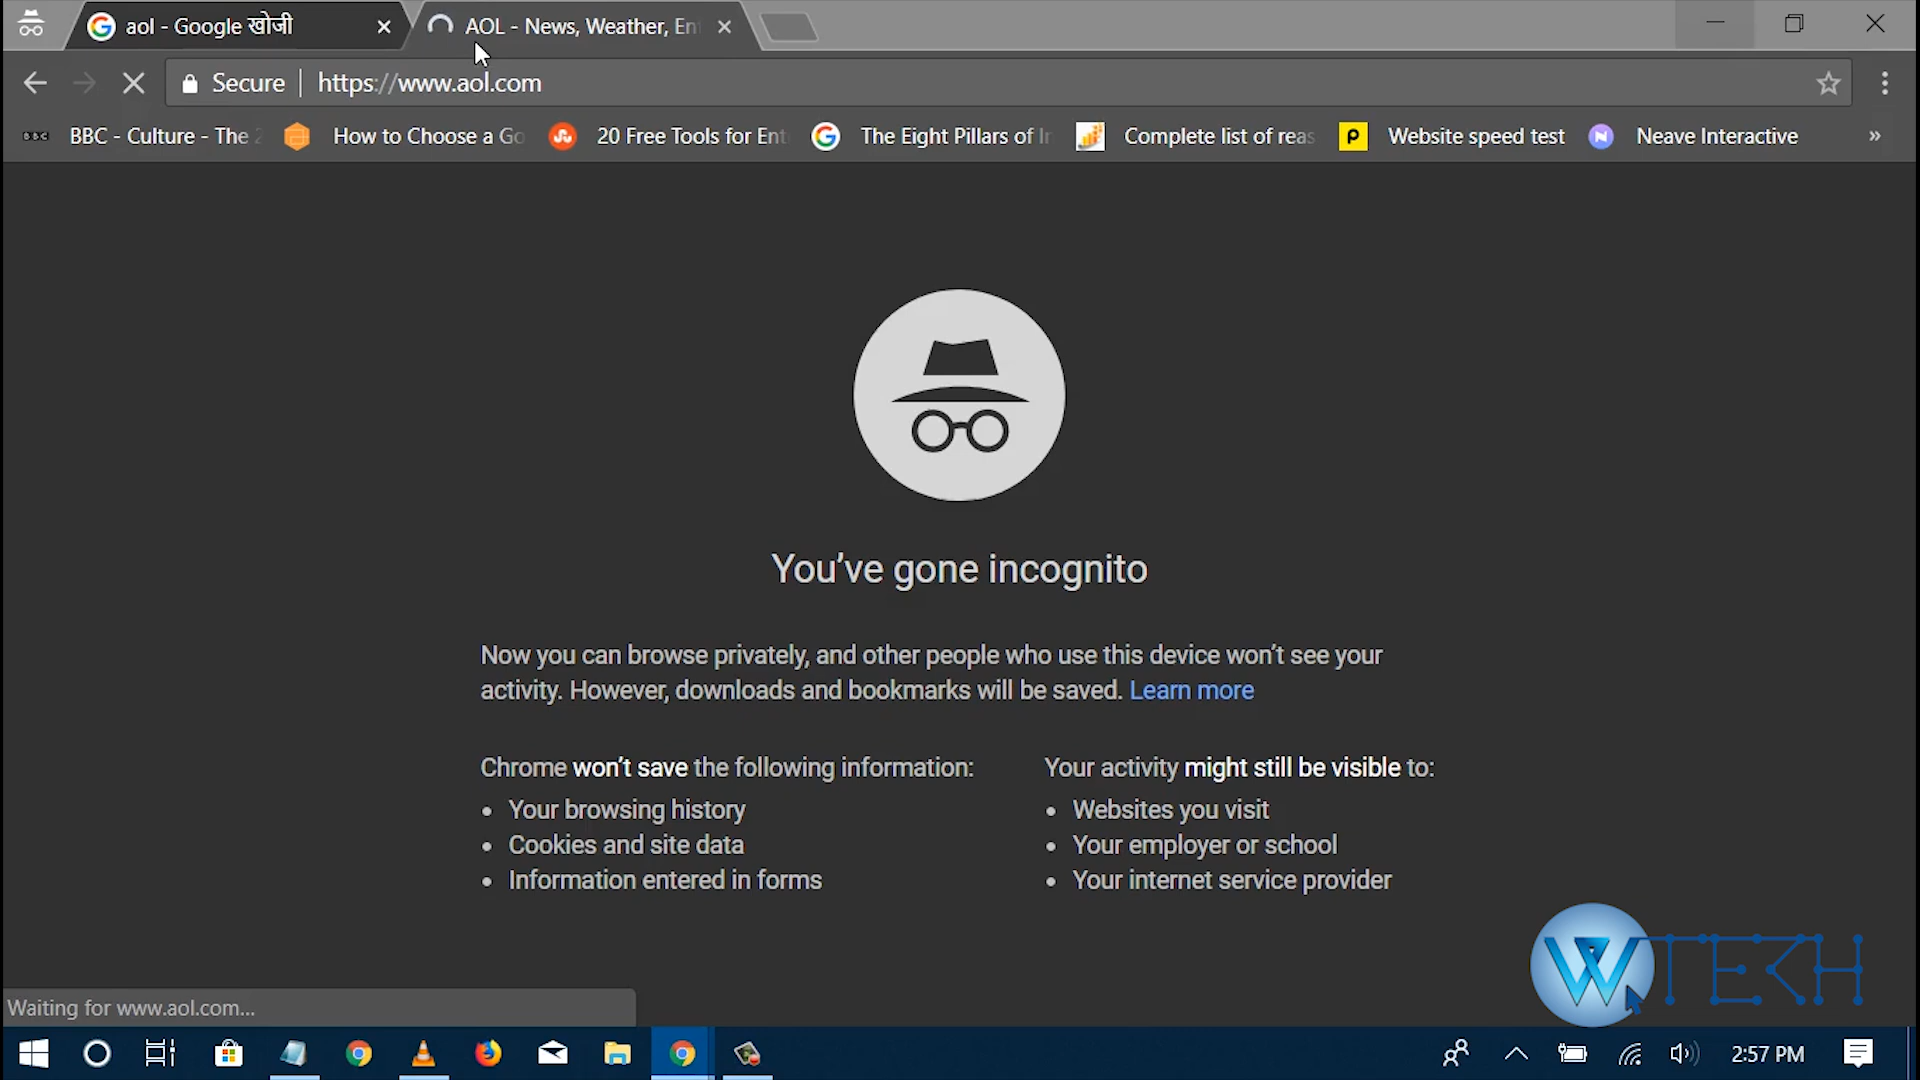 aol - Google खोजी
AOL - News, Weather, En
Secure
https://www.aol.com
BBC - Culture - The 2
How to Choose a Go
20 Free Tools for Ent
The Eight Pillars of In
Complete list of reas
Website speed test
Neave Interactive
»
You’ve gone incognito
Now you can browse privately, and other people who use this device won’t see your
activity. However, downloads and bookmarks will be saved. Learn more
Chrome won’t save the following information:
• Your browsing history
• Cookies and site data
• Information entered in forms
Your activity might still be visible to:
• Websites you visit
• Your employer or school
• Your internet service provider
WTECH
Waiting for www.aol.com...
2:57 PM